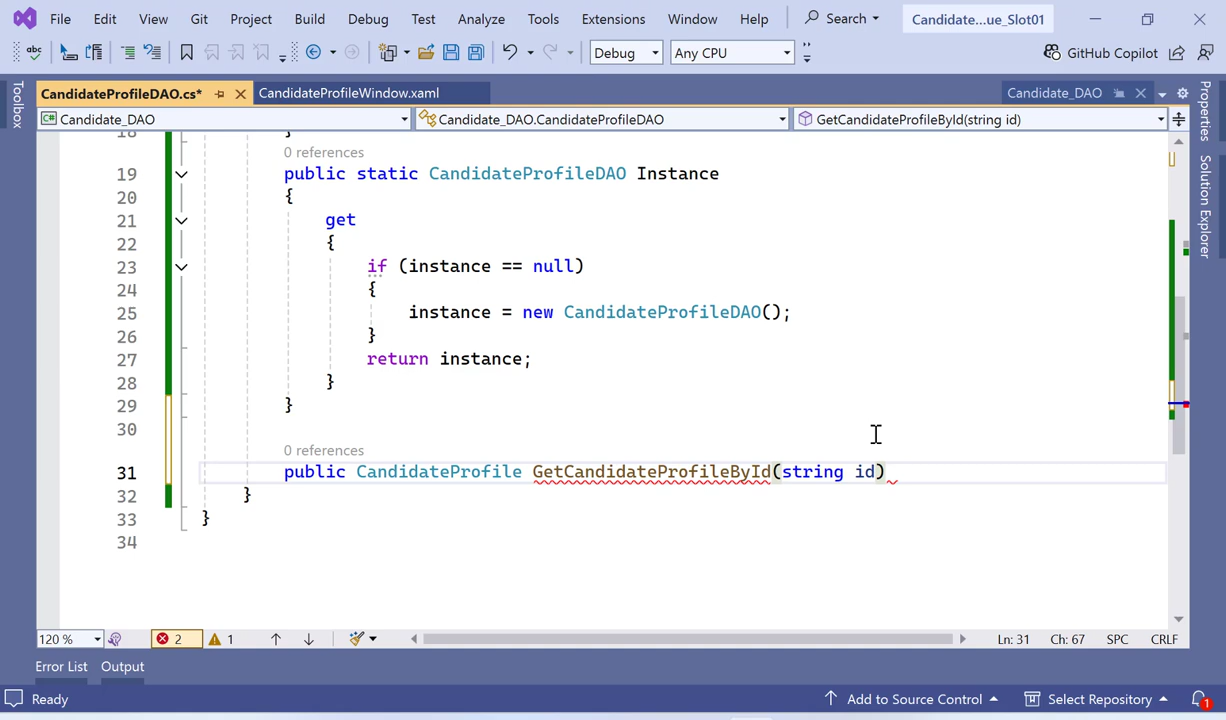 File Edit View Git Project Build Debug Test Analyze Tools Extensions Window Help Search Candidate...ue_Slot01
abc Debug Any CPU GitHub Copilot
CandidateProfileDAO.cs* CandidateProfileWindow.xaml Candidate_DAO
C# Candidate_DAO Candidate_DAO.CandidateProfileDAO GetCandidateProfileById(string id)
Toolbox
Properties
Solution Explorer
18 }
0 references
19 public static CandidateProfileDAO Instance
20 {
21 get
22 {
23 if (instance == null)
24 {
25 instance = new CandidateProfileDAO();
26 }
27 return instance;
28 }
29 }
30
0 references
31 public CandidateProfile GetCandidateProfileById(string id)
32 }
33 }
34
120 % 2 1 Ln: 31 Ch: 67 SPC CRLF
Error List Output
Ready Add to Source Control Select Repository 1